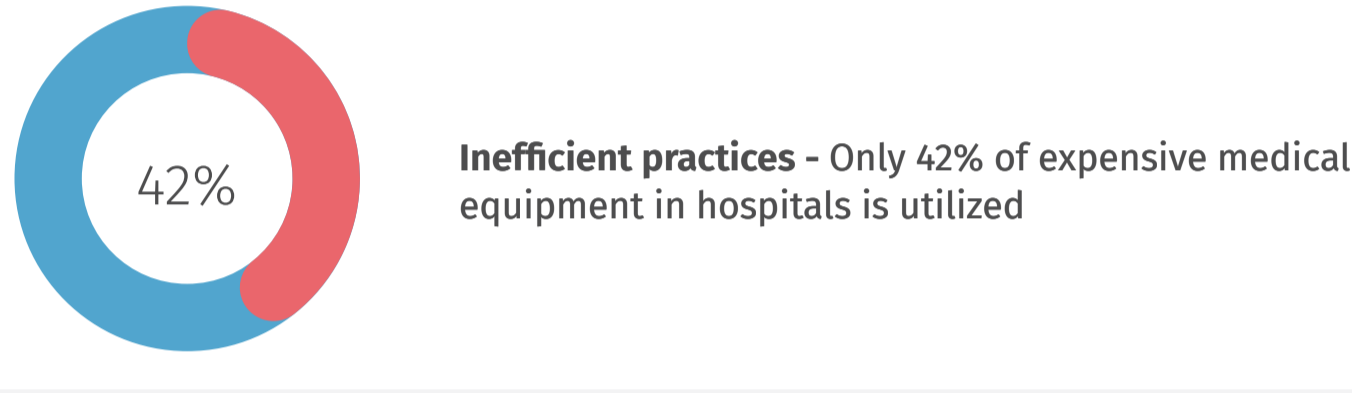 42%
Inefficient practices - Only 42% of expensive medical
equipment in hospitals is utilized